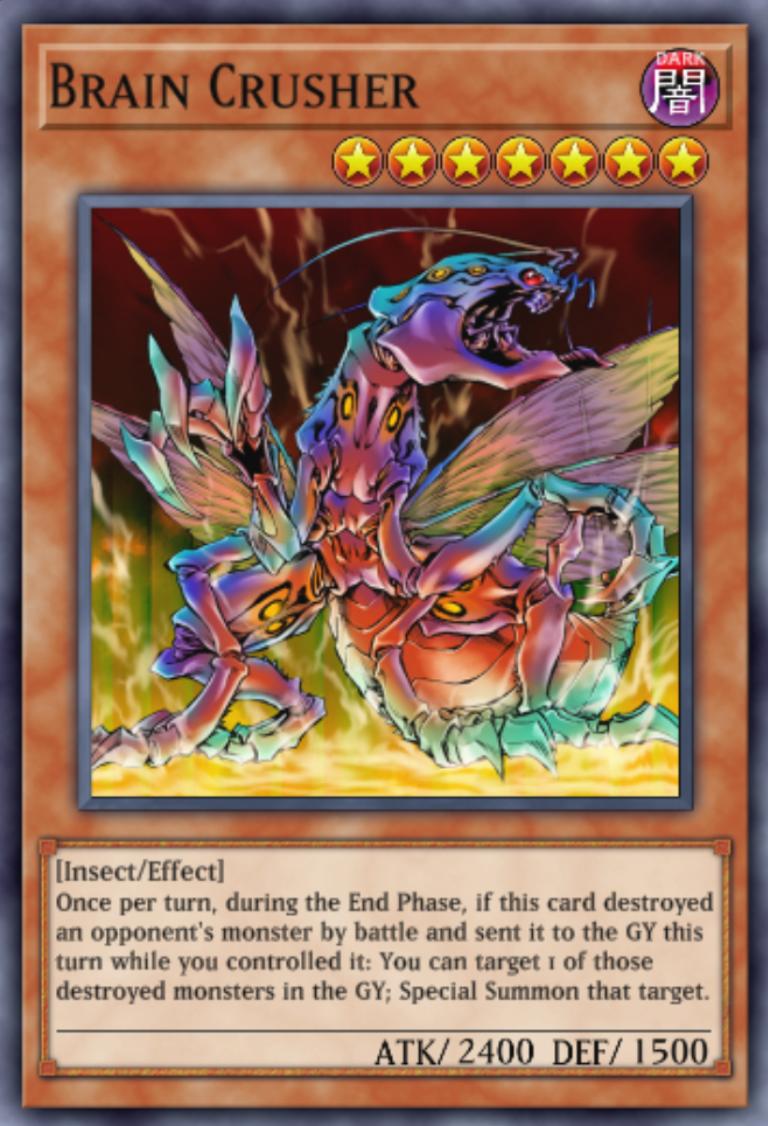 BRAIN CRUSHER
DARK
闇
[Insect/Effect]
Once per turn, during the End Phase, if this card destroyed
an opponent's monster by battle and sent it to the GY this
turn while you controlled it: You can target 1 of those
destroyed monsters in the GY; Special Summon that target.
ATK/ 2400 DEF/ 1500